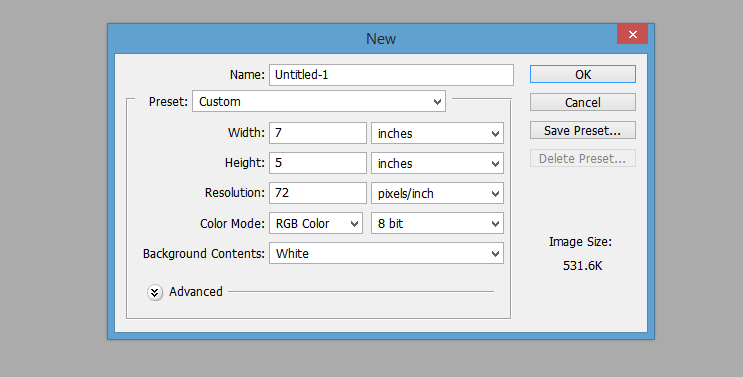 New
Name: Untitled-1
OK
Preset: Custom
Cancel
Width: 7 inches
Save Preset...
Height: 5 inches
Delete Preset...
Resolution: 72 pixels/inch
Color Mode: RGB Color 8 bit
Image Size:
Background Contents: White
531.6K
Advanced